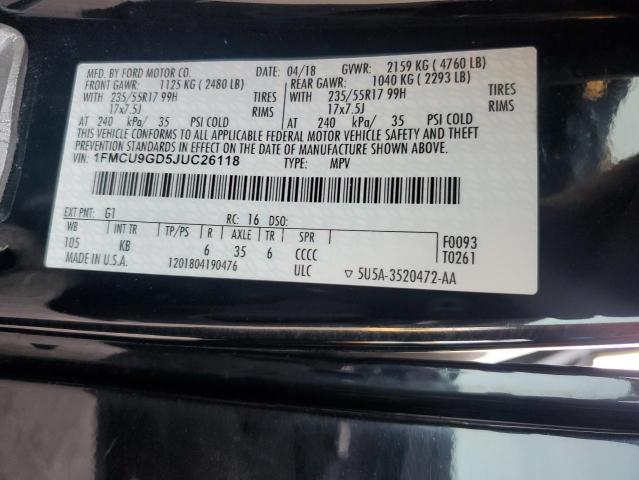 MFD. BY FORD MOTOR CO. DATE: 04/18 GVWR: 2159 KG ( 4760 LB)
FRONT GAWR: 1125 KG ( 2480 LB) REAR GAWR: 1040 KG ( 2293 LB)
WITH 235/55R17 99H TIRES WITH 235/55R17 99H TIRES
17x7.5J RIMS 17x7.5J RIMS
AT 240 kPa/ 35 PSI COLD AT 240 kPa/ 35 PSI COLD
THIS VEHICLE CONFORMS TO ALL APPLICABLE FEDERAL MOTOR VEHICLE SAFETY AND THEFT
PREVENTION STANDARDS IN EFFECT ON THE DATE OF MANUFACTURE SHOWN ABOVE.
VIN: 1FMCU9GD5JUC26118 TYPE: MPV
EXT PNT: G1 RC: 16 DSO:
WB INT TR TP/PS R AXLE TR SPR F0093
105 KB 6 35 6 CCCC T0261
MADE IN U.S.A. 1201804190476 ULC ▽ 5U5A-3520472-AA